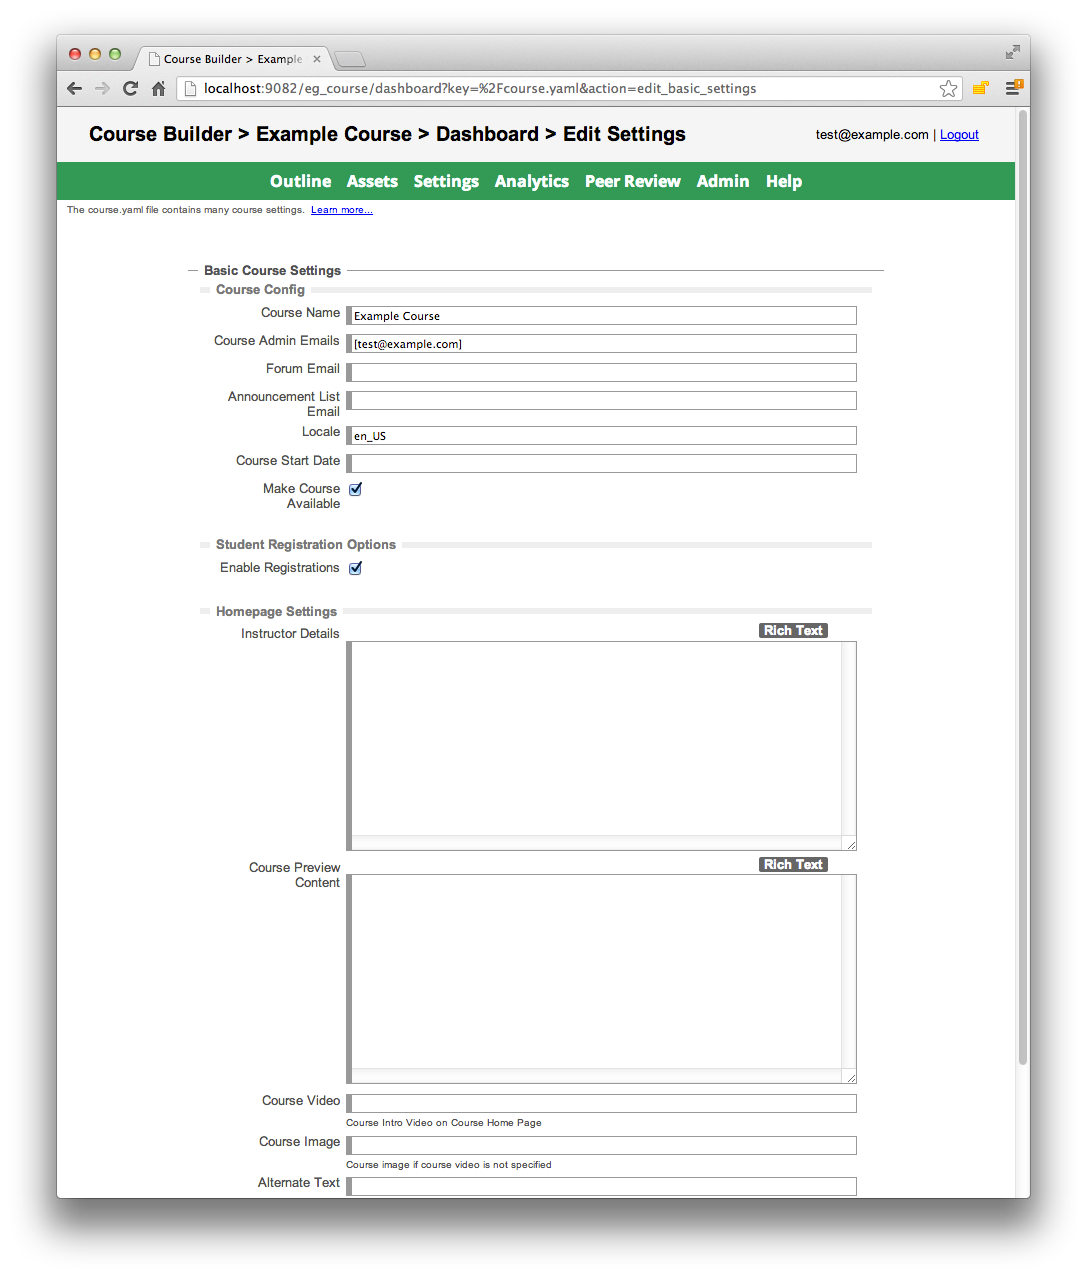 Course Builder > Example
localhost:9082/eg_course/dashboard?key=%2Fcourse.yaml&action=edit_basic_settings
Course Builder > Example Course > Dashboard > Edit Settings
test@example.com | Logout
Outline Assets Settings Analytics Peer Review Admin Help
The course.yaml file contains many course settings. Learn more...
Basic Course Settings
Course Config
Course Name Example Course
Course Admin Emails [test@example.com]
Forum Email
Announcement List
Email
Locale en_US
Course Start Date
Make Course
Available
Student Registration Options
Enable Registrations
Homepage Settings
Instructor Details Rich Text
Course Preview Rich Text
Content
Course Video
Course Intro Video on Course Home Page
Course Image
Course image if course video is not specified
Alternate Text